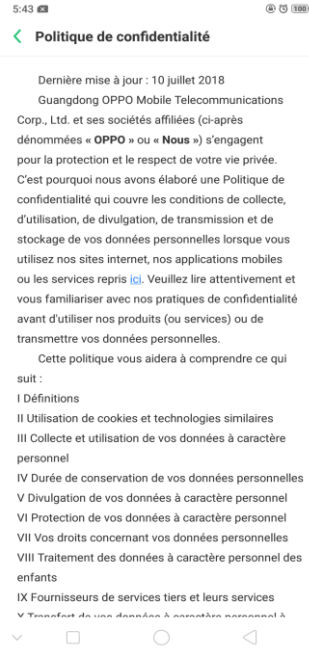 5:43
100
Politique de confidentialité
Dernière mise à jour : 10 juillet 2018
Guangdong OPPO Mobile Telecommunications
Corp., Ltd. et ses sociétés affiliées (ci-après
dénommées « OPPO » ou « Nous ») s'engagent
pour la protection et le respect de votre vie privée.
C'est pourquoi nous avons élaboré une Politique de
confidentialité qui couvre les conditions de collecte,
d'utilisation, de divulgation, de transmission et de
stockage de vos données personnelles lorsque vous
utilisez nos sites internet, nos applications mobiles
ou les services repris ici. Veuillez lire attentivement et
vous familiariser avec nos pratiques de confidentialité
avant d'utiliser nos produits (ou services) ou de
transmettre vos données personnelles.
Cette politique vous aidera à comprendre ce qui
suit :
I Définitions
II Utilisation de cookies et technologies similaires
III Collecte et utilisation de vos données à caractère
personnel
IV Durée de conservation de vos données personnelles
V Divulgation de vos données à caractère personnel
VI Protection de vos données à caractère personnel
VII Vos droits concernant vos données personnelles
VIII Traitement des données à caractère personnel des
enfants
IX Fournisseurs de services tiers et leurs services
X Transfert de vos données à caractère personnel à